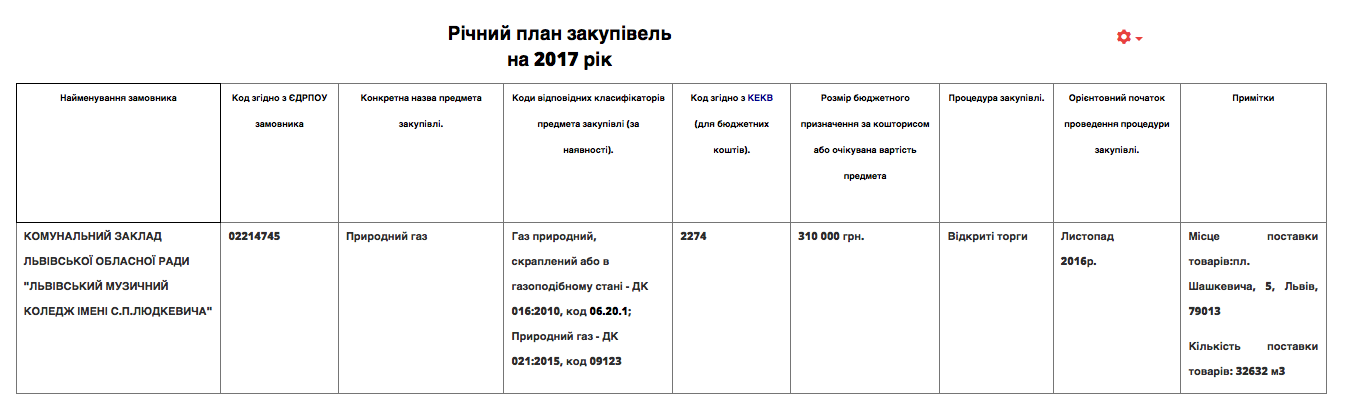 Річний план закупівель
на 2017 рік
Найменування замовника
Код згідно з ЄДРПОУ
замовника
Конкретна назва предмета
закупівлі.
Коди відповідних класифікаторів
предмета закупівлі (за
наявності).
Код згідно з КЕКВ
(для бюджетних
коштів).
Розмір бюджетного
призначення за кошторисом
або очікувана вартість
предмета
Процедура закупівлі.
Орієнтовний початок
проведення процедури
закупівлі.
Примітки
КОМУНАЛЬНИЙ ЗАКЛАД
ЛЬВІВСЬКОЇ ОБЛАСНОЇ РАДИ
"ЛЬВІВСЬКИЙ МУЗИЧНИЙ
КОЛЕДЖ ІМЕНІ С.П.ЛЮДКЕВИЧА"
02214745
Природний газ
Газ природний,
скраплений або в
газоподібному стані - ДК
016:2010, код 06.20.1;
Природний газ - ДК
021:2015, код 09123
2274
310 000 грн.
Відкриті торги
Листопад
2016р.
Місце поставки
товарів:пл.
Шашкевича, 5, Львів,
79013
Кількість поставки
товарів: 32632 м3